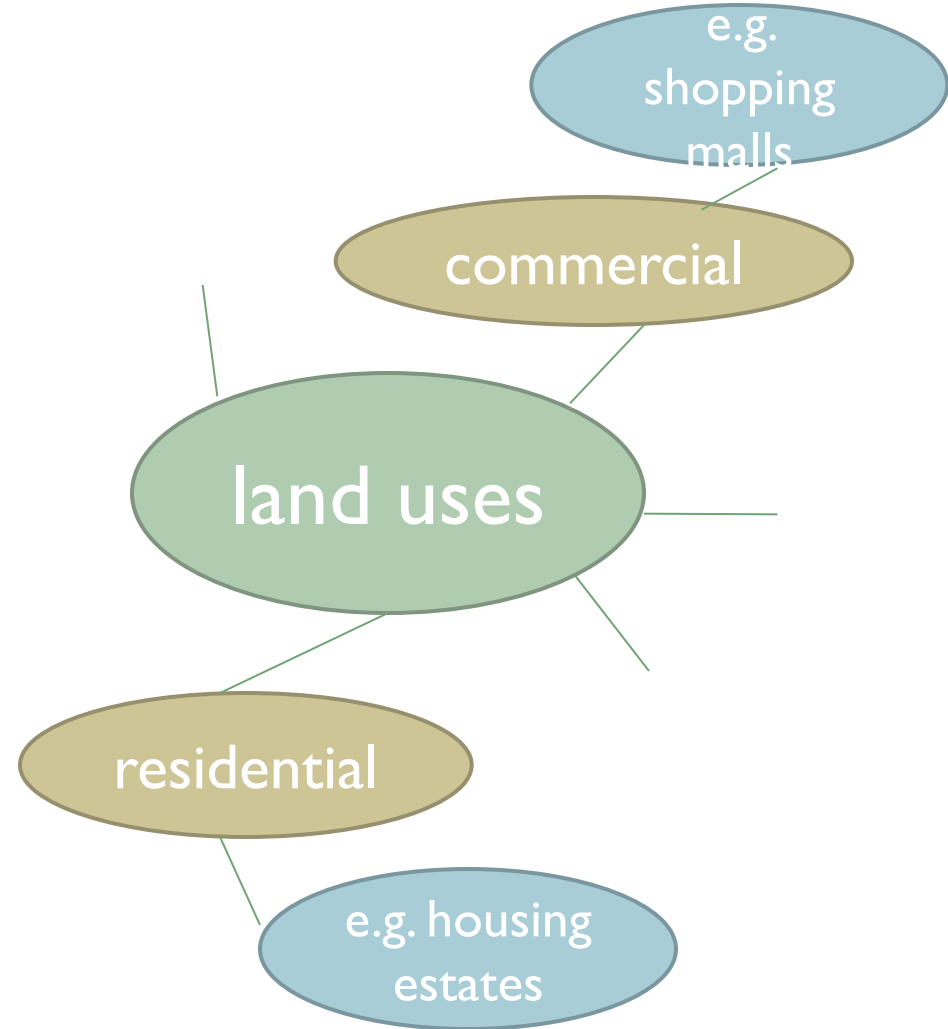 e.g.
shopping
malls
commercial
land uses
residential
e.g. housing
estates